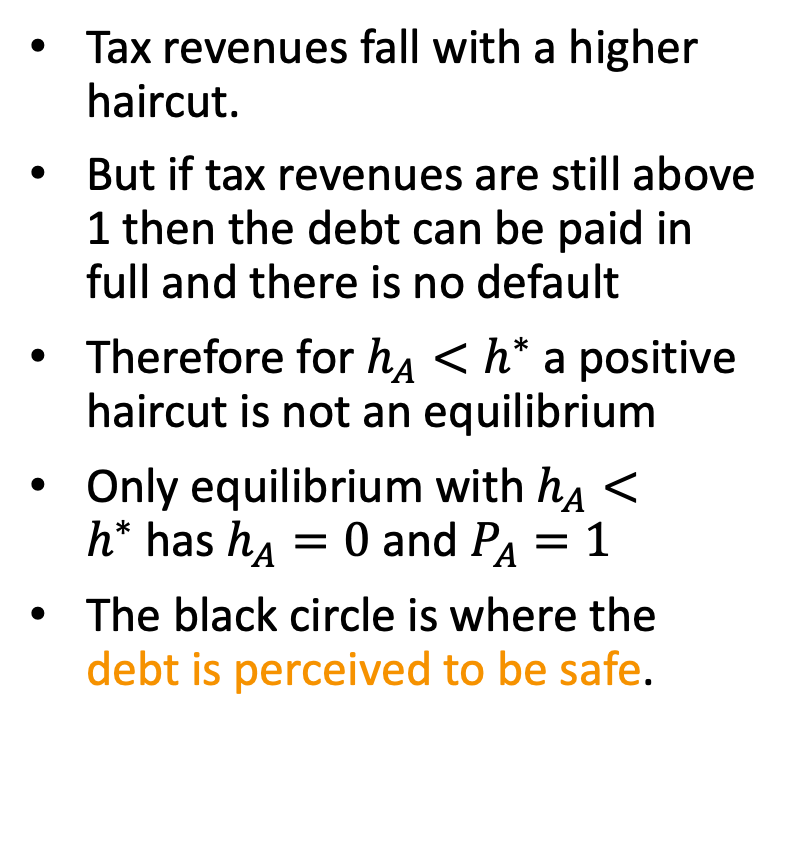 • Tax revenues fall with a higher
haircut.
• But if tax revenues are still above
1 then the debt can be paid in
full and there is no default
• Therefore for h_A < h* a positive
haircut is not an equilibrium
• Only equilibrium with h_A <
h* has h_A = 0 and P_A = 1
• The black circle is where the
debt is perceived to be safe.